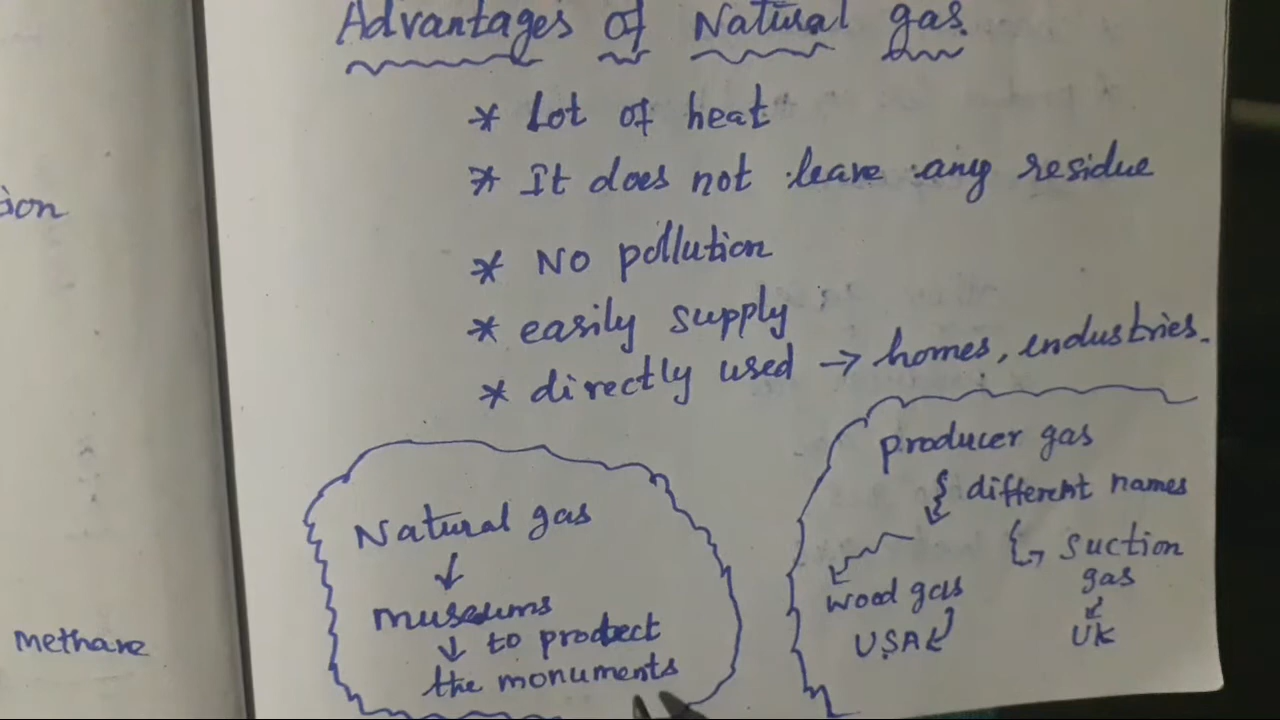 Advantages of Natural gas.
* Lot of heat
* It does not leave any residue
* No pollution
* easily supply
* directly used → homes, industries.
Natural gas
↓
museums
↓ to protect
the monuments
producer gas
different names
wood gas
USA
suction
gas
↓
UK
methane